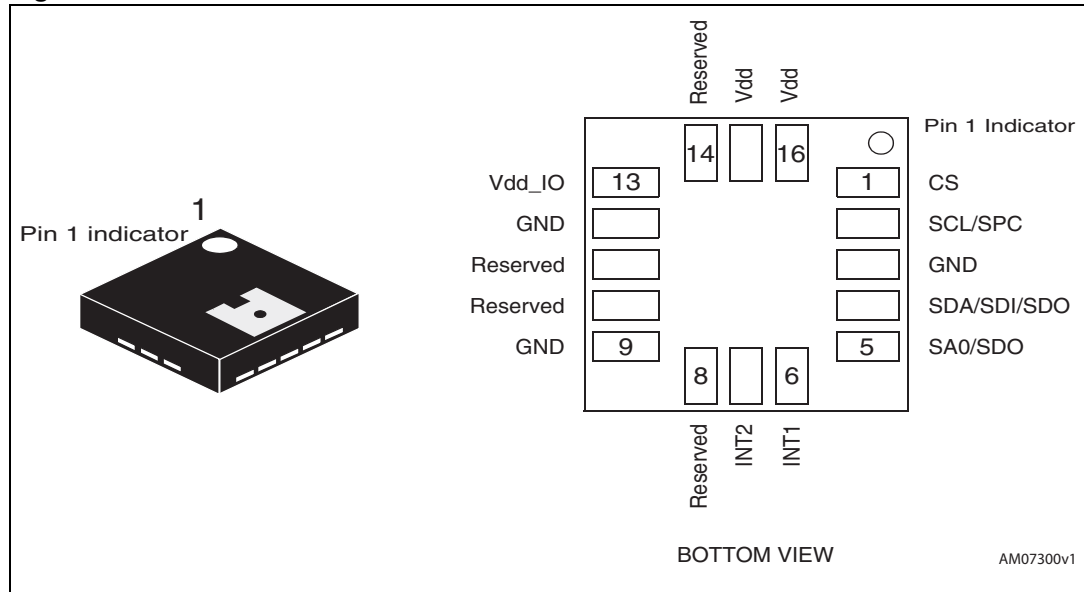 1
Pin 1 indicator
Reserved
Vdd
Vdd
Pin 1 Indicator
14
16
Vdd_IO
13
1
CS
GND
SCL/SPC
Reserved
GND
Reserved
SDA/SDI/SDO
GND
9
5
SA0/SDO
8
6
Reserved
INT2
INT1
BOTTOM VIEW
AM07300v1